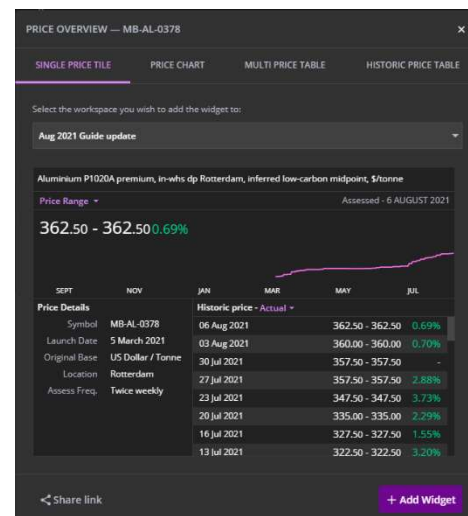 PRICE OVERVIEW — MB-AL-0378 ×
SINGLE PRICE TILE PRICE CHART MULTI PRICE TABLE HISTORIC PRICE TABLE
Select the workspace you wish to add the widget to:
Aug 2021 Guide update
Aluminium P1020A premium, in-whs dp Rotterdam, inferred low-carbon midpoint, $/tonne
Price Range Assessed - 6 AUGUST 2021
362.50 - 362.50 0.69%
SEPT NOV JAN MAR MAY JUL
Price Details Historic price - Actual
Symbol MB-AL-0378 06 Aug 2021 362.50 - 362.50 0.69%
Launch Date 5 March 2021 03 Aug 2021 360.00 - 360.00 0.70%
Original Base US Dollar / Tonne 30 Jul 2021 357.50 - 357.50 -
Location Rotterdam 27 Jul 2021 357.50 - 357.50 2.88%
Assess Freq. Twice weekly 23 Jul 2021 347.50 - 347.50 3.73%
20 Jul 2021 335.00 - 335.00 2.29%
16 Jul 2021 327.50 - 327.50 1.55%
13 Jul 2021 322.50 - 322.50 3.20%
Share link + Add Widget